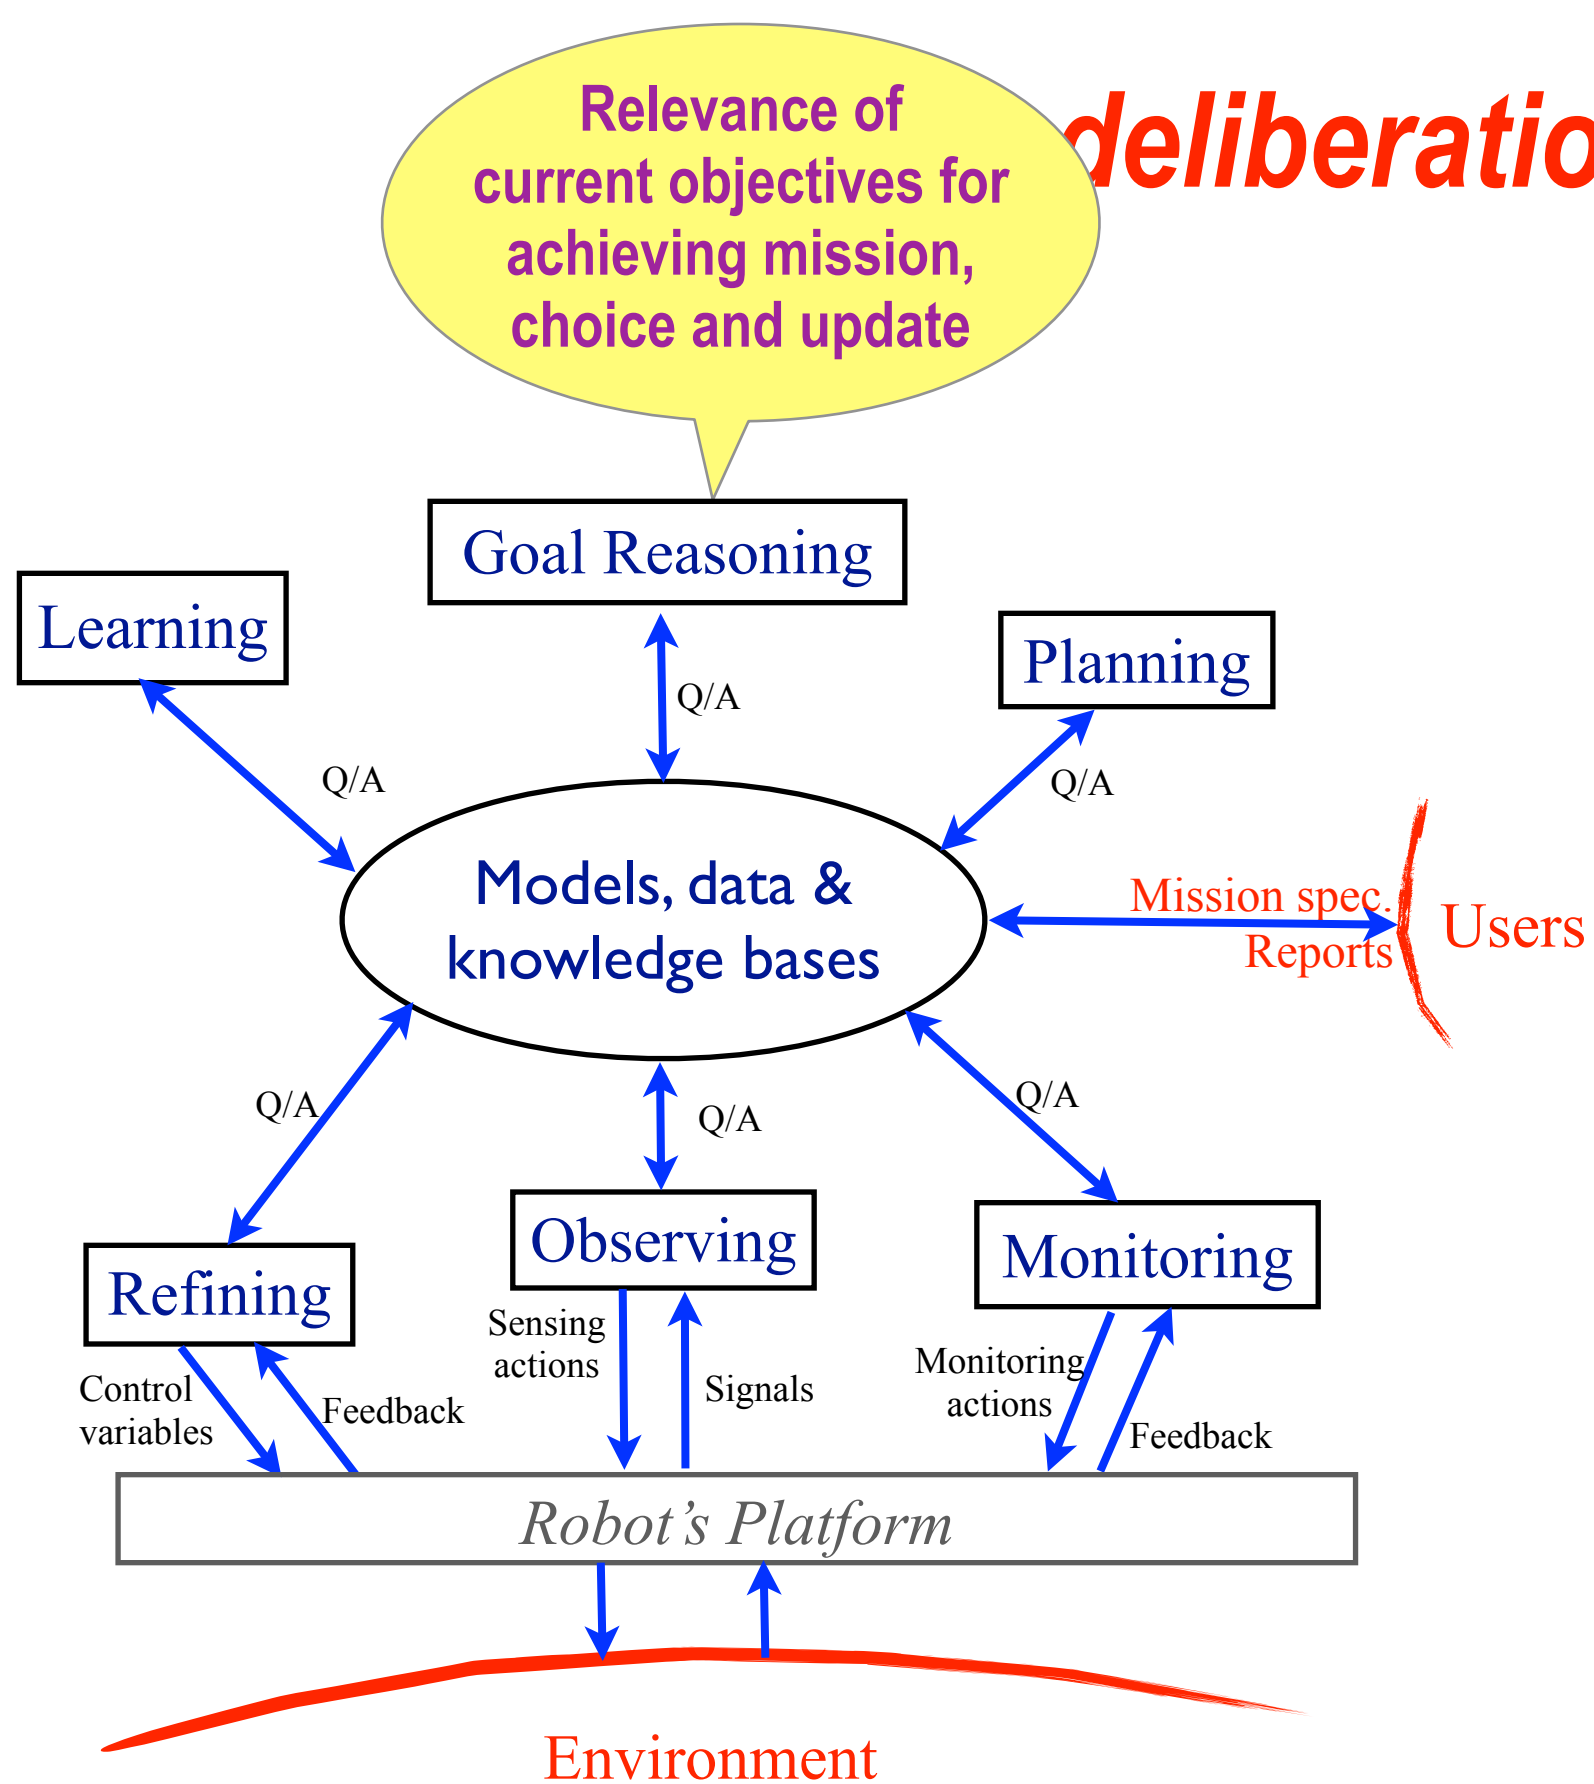 Relevance of
current objectives for
achieving mission,
choice and update
Goal Reasoning
Learning
Planning
Q/A
Q/A
Q/A
Models, data &
knowledge bases
Mission spec.
Reports
Users
Q/A
Q/A
Q/A
Refining
Observing
Monitoring
Control
variables
Feedback
Sensing
actions
Signals
Monitoring
actions
Feedback
Robot’s Platform
Environment